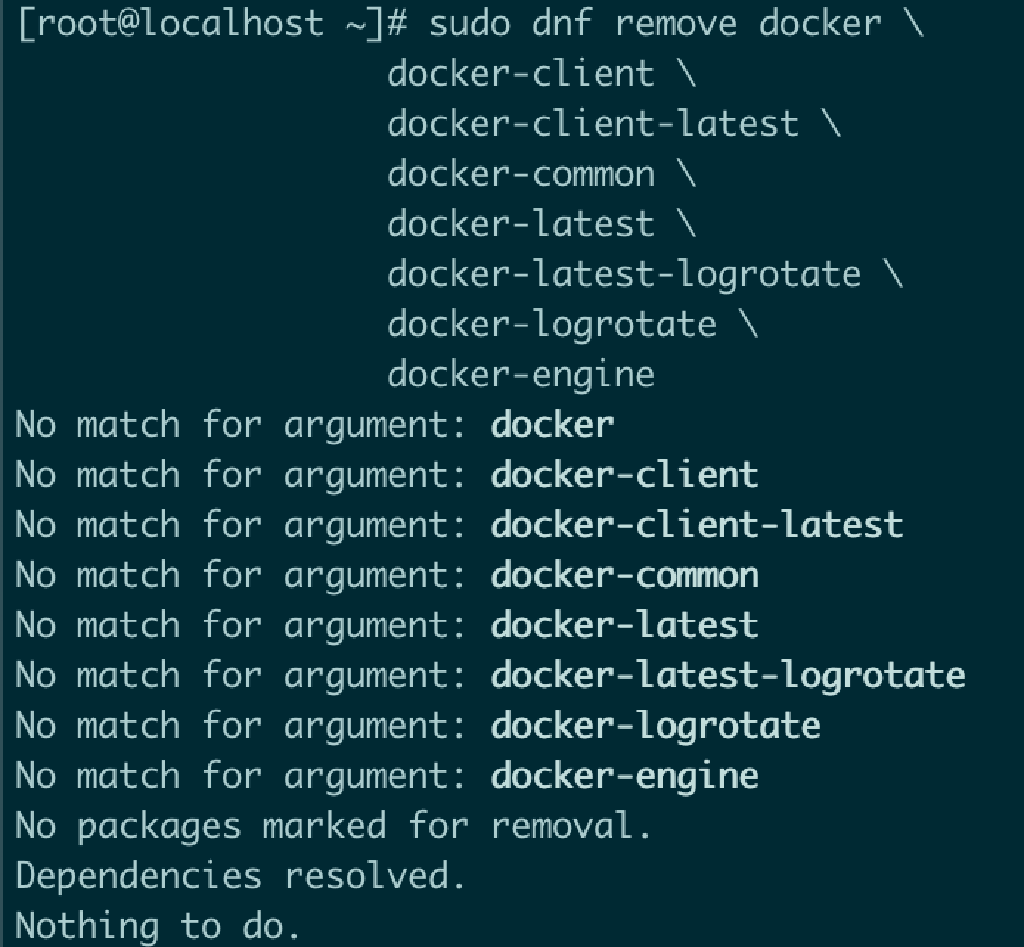 [root@localhost ~]# sudo dnf remove docker \
                  docker-client \
                  docker-client-latest \
                  docker-common \
                  docker-latest \
                  docker-latest-logrotate \
                  docker-logrotate \
                  docker-engine
No match for argument: docker
No match for argument: docker-client
No match for argument: docker-client-latest
No match for argument: docker-common
No match for argument: docker-latest
No match for argument: docker-latest-logrotate
No match for argument: docker-logrotate
No match for argument: docker-engine
No packages marked for removal.
Dependencies resolved.
Nothing to do.